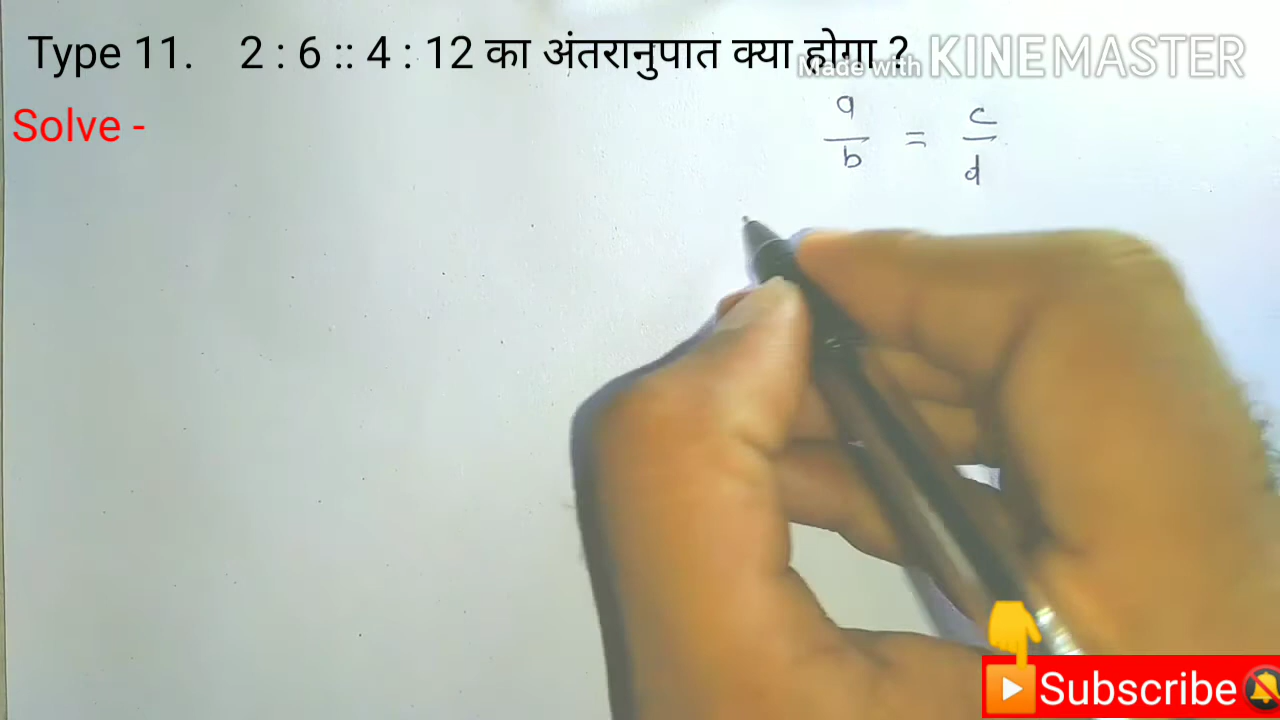 Type 11. 2 : 6 :: 4 : 12 का अंतरानुपात क्या होगा ?
Made with KINEMASTER
Solve -
a/b = c/d
Subscribe